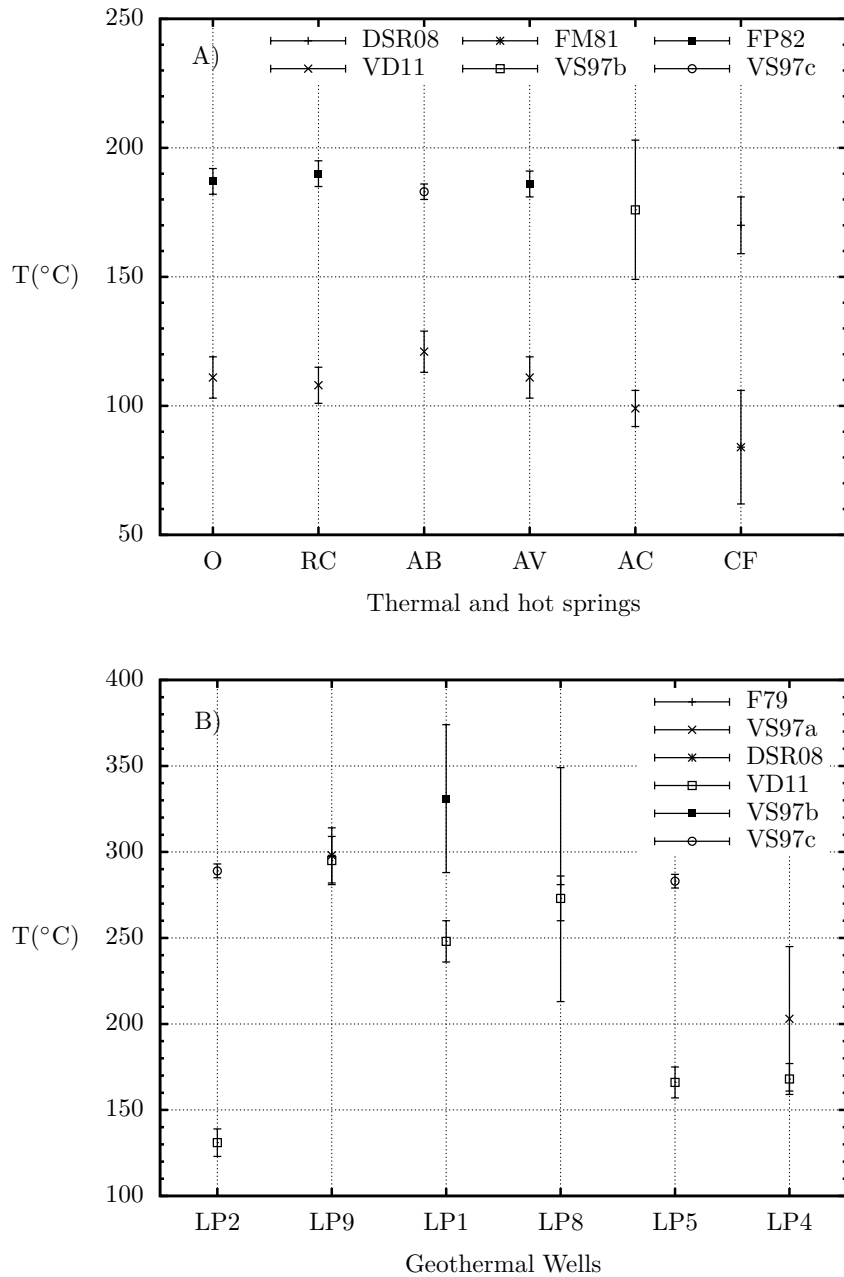 250
A)
DSR08 FM81 FP82
VD11 VS97b VS97c
200
T(°C)
150
100
50
O RC AB AV AC CF
Thermal and hot springs
400
B)
F79
VS97a
DSR08
VD11
VS97b
VS97c
350
300
T(°C)
250
200
150
100
LP2 LP9 LP1 LP8 LP5 LP4
Geothermal Wells